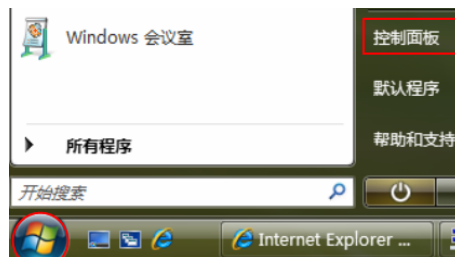 Windows 会议室
控制面板
默认程序
所有程序
帮助和支持
开始搜索
Internet Explorer ...